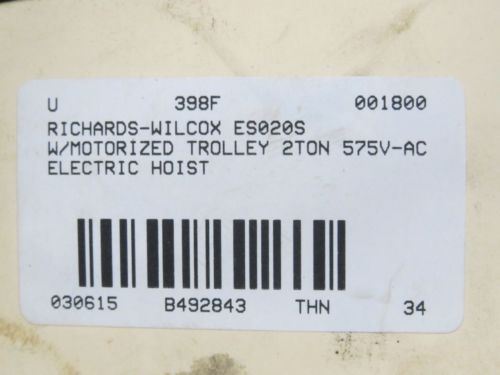 U 398F 001800
RICHARDS-WILCOX ES020S
W/MOTORIZED TROLLEY 2TON 575V-AC
ELECTRIC HOIST
030615 B492843 THN 34